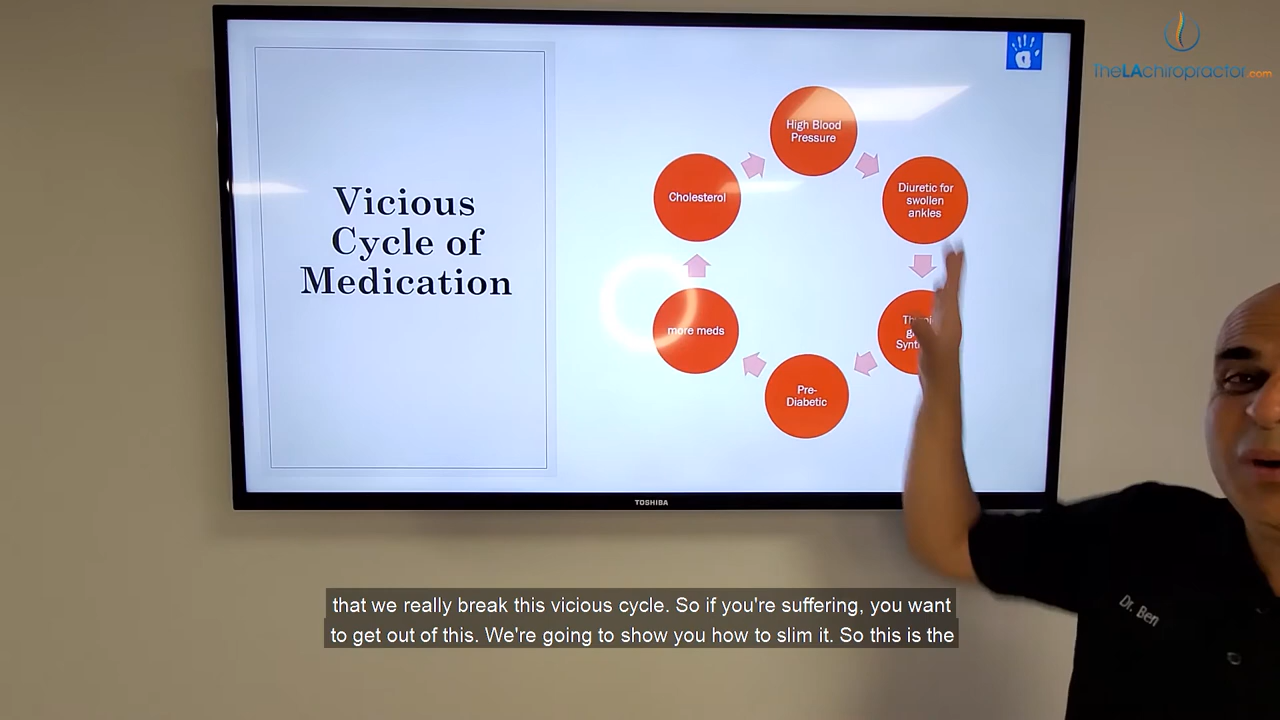 TheLAchiropractor.com
Vicious
Cycle of
Medication
High Blood
Pressure
Diuretic for
swollen
ankles
Pre-
Diabetic
more meds
Cholesterol
TOSHIBA
Dr. Ben
that we really break this vicious cycle. So if you're suffering, you want
to get out of this. We're going to show you how to slim it. So this is the